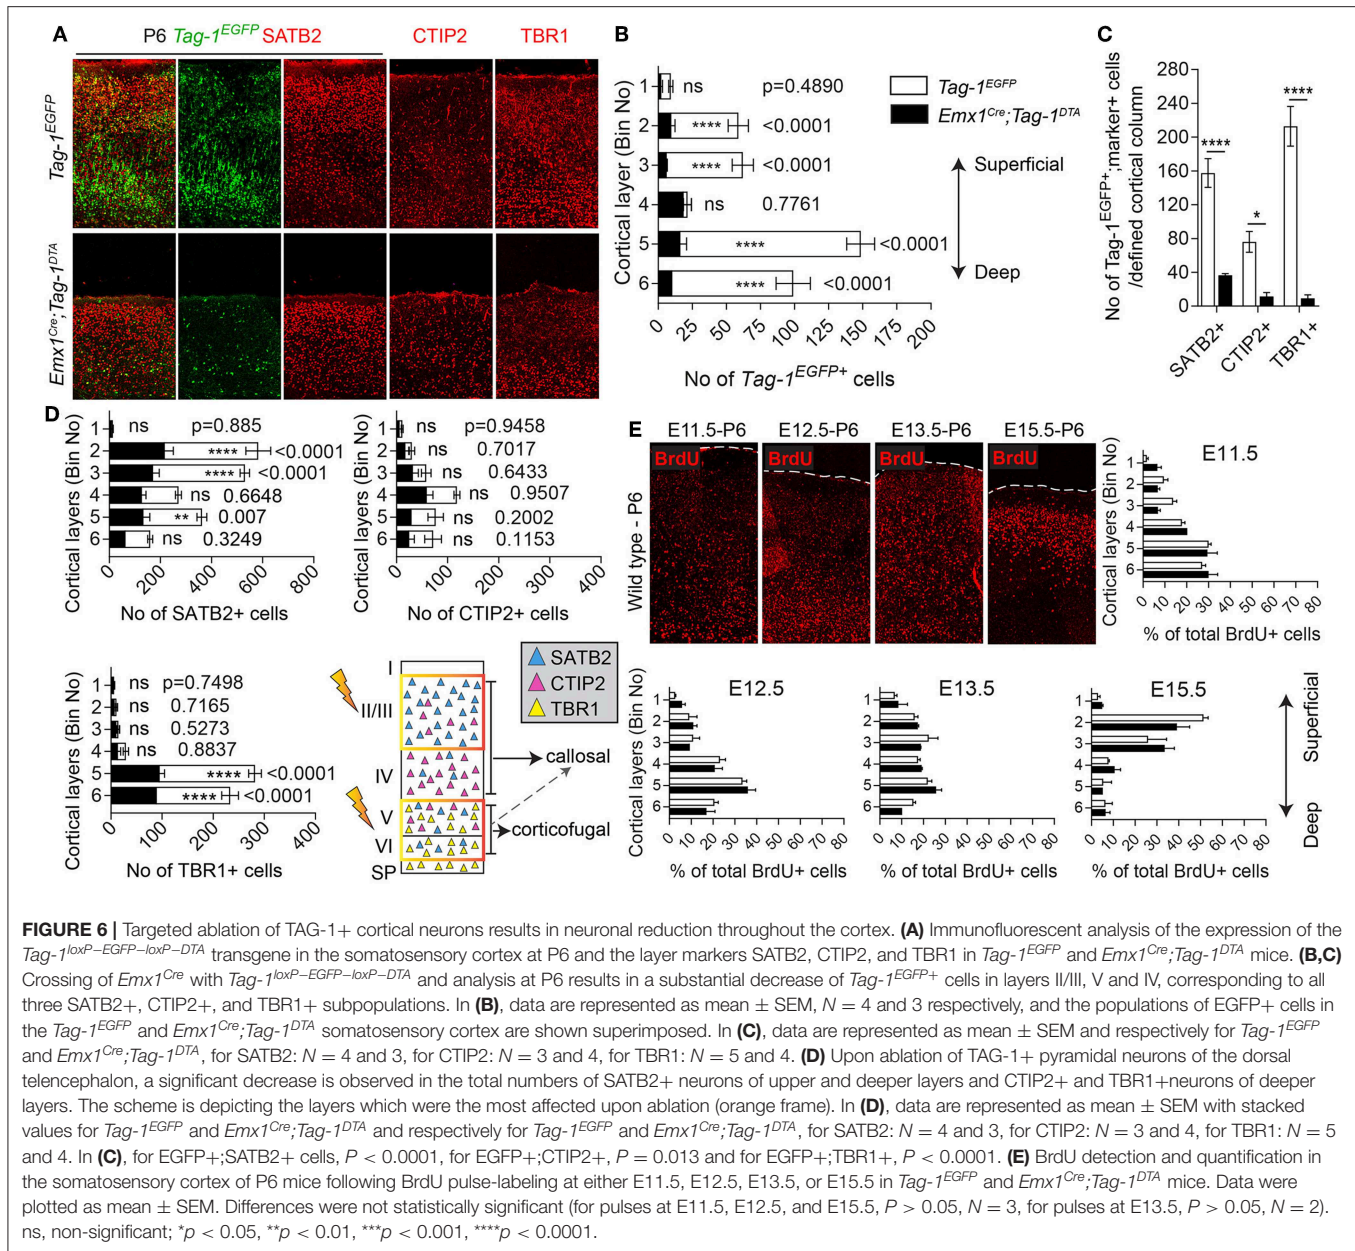 A
P6 Tag-1EGFP SATB2
CTIP2
TBR1
Tag-1EGFP
Emx1Cre;Tag-1DTA
B
Cortical layer (Bin No)
1 ns p=0.4890
2 **** <0.0001
3 **** <0.0001
4 ns 0.7761
5 **** <0.0001
6 **** <0.0001
0 25 50 75 100 125 150 175 200
No of Tag-1EGFP+ cells
Tag-1EGFP
Emx1Cre;Tag-1DTA
Superficial
Deep
C
No of Tag-1EGFP+;marker+ cells
/defined cortical column
280
240
200
160
120
80
40
0
****
*
****
SATB2+
CTIP2+
TBR1+
D
Cortical layers (Bin No)
1 ns p=0.885
2 **** <0.0001
3 **** <0.0001
4 ns 0.6648
5 ** 0.007
6 ns 0.3249
0 200 400 600 800
No of SATB2+ cells
Cortical layers (Bin No)
1 ns p=0.9458
2 ns 0.7017
3 ns 0.6433
4 ns 0.9507
5 ns 0.2002
6 ns 0.1153
0 100 200 300 400
No of CTIP2+ cells
Cortical layers (Bin No)
1 ns p=0.7498
2 ns 0.7165
3 ns 0.5273
4 ns 0.8837
5 **** <0.0001
6 **** <0.0001
0 100 200 300 400
No of TBR1+ cells
I
II/III
IV
V
VI
SP
SATB2
CTIP2
TBR1
callosal
corticofugal
E
E11.5-P6 E12.5-P6 E13.5-P6 E15.5-P6
BrdU BrdU BrdU BrdU
Wild type - P6
E11.5
Cortical layers (Bin No)
1
2
3
4
5
6
0 10 20 30 40 50 60 70 80
% of total BrdU+ cells
E12.5
Cortical layers (Bin No)
1
2
3
4
5
6
0 10 20 30 40 50 60 70 80
% of total BrdU+ cells
E13.5
1
2
3
4
5
6
0 10 20 30 40 50 60 70 80
% of total BrdU+ cells
E15.5
1
2
3
4
5
6
0 10 20 30 40 50 60 70 80
% of total BrdU+ cells
Superficial
Deep
FIGURE 6 | Targeted ablation of TAG-1+ cortical neurons results in neuronal reduction throughout the cortex. (A) Immunofluorescent analysis of the expression of the
Tag-1loxP−EGFP−loxP−DTA transgene in the somatosensory cortex at P6 and the layer markers SATB2, CTIP2, and TBR1 in Tag-1EGFP and Emx1Cre;Tag-1DTA mice. (B,C)
Crossing of Emx1Cre with Tag-1loxP−EGFP−loxP−DTA and analysis at P6 results in a substantial decrease of Tag-1EGFP+ cells in layers II/III, V and IV, corresponding to all
three SATB2+, CTIP2+, and TBR1+ subpopulations. In (B), data are represented as mean ± SEM, N = 4 and 3 respectively, and the populations of EGFP+ cells in
the Tag-1EGFP and Emx1Cre;Tag-1DTA somatosensory cortex are shown superimposed. In (C), data are represented as mean ± SEM and respectively for Tag-1EGFP
and Emx1Cre;Tag-1DTA, for SATB2: N = 4 and 3, for CTIP2: N = 3 and 4, for TBR1: N = 5 and 4. (D) Upon ablation of TAG-1+ pyramidal neurons of the dorsal
telencephalon, a significant decrease is observed in the total numbers of SATB2+ neurons of upper and deeper layers and CTIP2+ and TBR1+neurons of deeper
layers. The scheme is depicting the layers which were the most affected upon ablation (orange frame). In (D), data are represented as mean ± SEM with stacked
values for Tag-1EGFP and Emx1Cre;Tag-1DTA and respectively for Tag-1EGFP and Emx1Cre;Tag-1DTA, for SATB2: N = 4 and 3, for CTIP2: N = 3 and 4, for TBR1: N = 5
and 4. In (C), for EGFP+;SATB2+ cells, P < 0.0001, for EGFP+;CTIP2+, P = 0.013 and for EGFP+;TBR1+, P < 0.0001. (E) BrdU detection and quantification in
the somatosensory cortex of P6 mice following BrdU pulse-labeling at either E11.5, E12.5, E13.5, or E15.5 in Tag-1EGFP and Emx1Cre;Tag-1DTA mice. Data were
plotted as mean ± SEM. Differences were not statistically significant (for pulses at E11.5, E12.5, and E15.5, P > 0.05, N = 3, for pulses at E13.5, P > 0.05, N = 2).
ns, non-significant; *p < 0.05, **p < 0.01, ***p < 0.001, ****p < 0.0001.